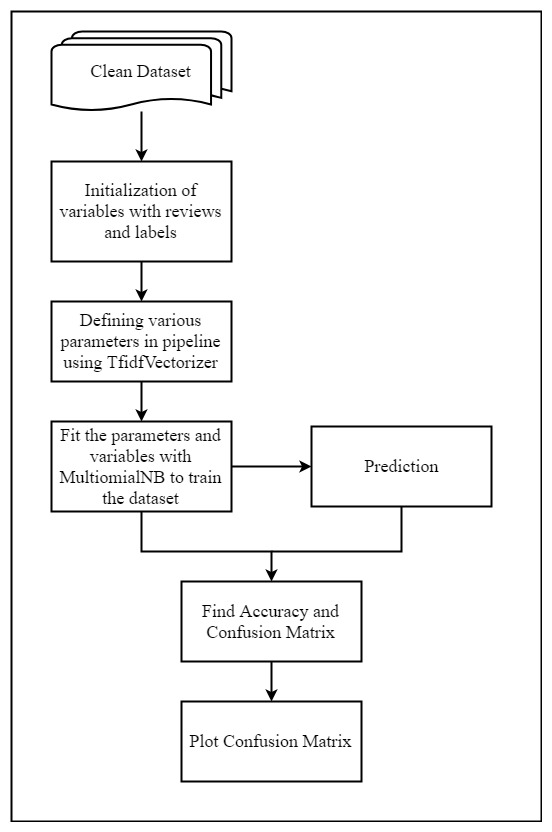 Clean Dataset
Initialization of
variables with reviews
and labels
Defining various
parameters in pipeline
using TfidfVectorizer
Fit the parameters and
variables with
MultiomialNB to train
the dataset
Prediction
Find Accuracy and
Confusion Matrix
Plot Confusion Matrix